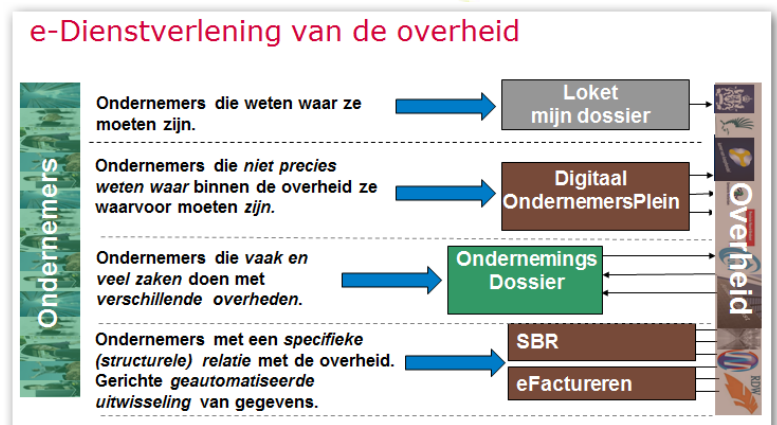 e-Dienstverlening van de overheid
Ondernemers
Ondernemers die weten waar ze
moeten zijn.
Loket
mijn dossier
Ondernemers die niet precies
weten waar binnen de overheid ze
waarvoor moeten zijn.
Digitaal
OndernemersPlein
Ondernemers die vaak en
veel zaken doen met
verschillende overheden.
Ondernemings
Dossier
Ondernemers met een specifieke
(structurele) relatie met de overheid.
Gerichte geautomatiseerde
uitwisseling van gegevens.
SBR
eFactureren
Overheid
RDW